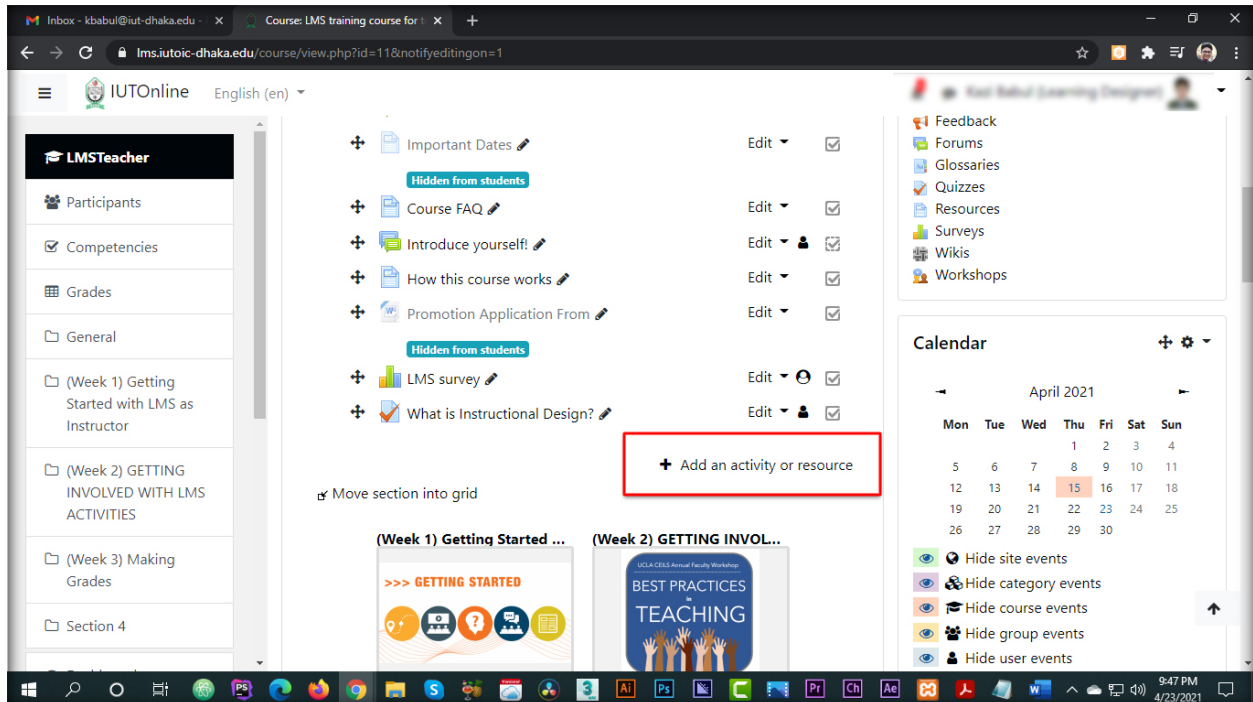 Inbox - kbabul@iut-dhaka.edu -
Course: LMS training course for t
lms.iutoic-dhaka.edu/course/view.php?id=11&notifyeditingon=1
IUTOnline English (en)
LMSTeacher
Participants
Competencies
Grades
General
(Week 1) Getting
Started with LMS as
Instructor
(Week 2) GETTING
INVOLVED WITH LMS
ACTIVITIES
(Week 3) Making
Grades
Section 4
Important Dates Edit
Hidden from students
Course FAQ Edit
Introduce yourself! Edit
How this course works Edit
Promotion Application From Edit
Hidden from students
LMS survey Edit
What is Instructional Design? Edit
+ Add an activity or resource
Move section into grid
(Week 1) Getting Started ...
>>> GETTING STARTED
(Week 2) GETTING INVOL...
UCLA CEILS Annual Faculty Workshop
BEST PRACTICES
in
TEACHING
Feedback
Forums
Glossaries
Quizzes
Resources
Surveys
Wikis
Workshops
Calendar
April 2021
Mon Tue Wed Thu Fri Sat Sun
1 2 3 4
5 6 7 8 9 10 11
12 13 14 15 16 17 18
19 20 21 22 23 24 25
26 27 28 29 30
Hide site events
Hide category events
Hide course events
Hide group events
Hide user events
9:47 PM
4/23/2021